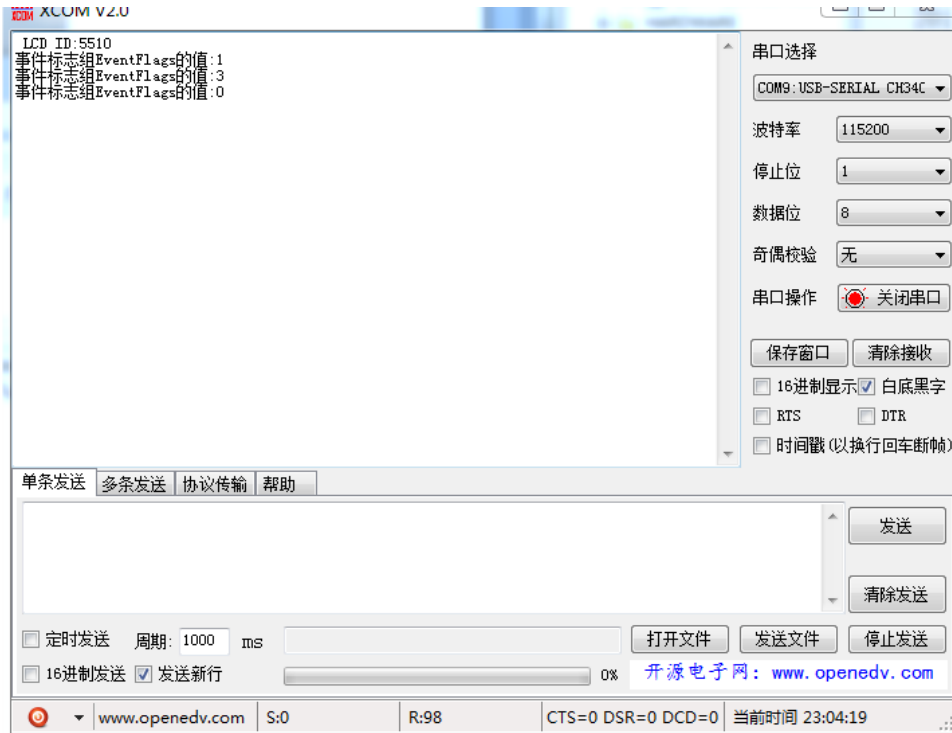 XCOM V2.0
LCD ID:5510
事件标志组EventFlags的值:1
事件标志组EventFlags的值:3
事件标志组EventFlags的值:0
串口选择
COM9:USB-SERIAL CH34
波特率 115200
停止位 1
数据位 8
奇偶校验 无
串口操作 关闭串口
保存窗口 清除接收
16进制显示 白底黑字
RTS DTR
时间戳(以换行回车断帧)
单条发送 多条发送 协议传输 帮助
发送
清除发送
定时发送 周期: 1000 ms 打开文件 发送文件 停止发送
16进制发送 发送新行 0% 开源电子网: www.openedv.com
www.openedv.com S:0 R:98 CTS=0 DSR=0 DCD=0 当前时间 23:04:19